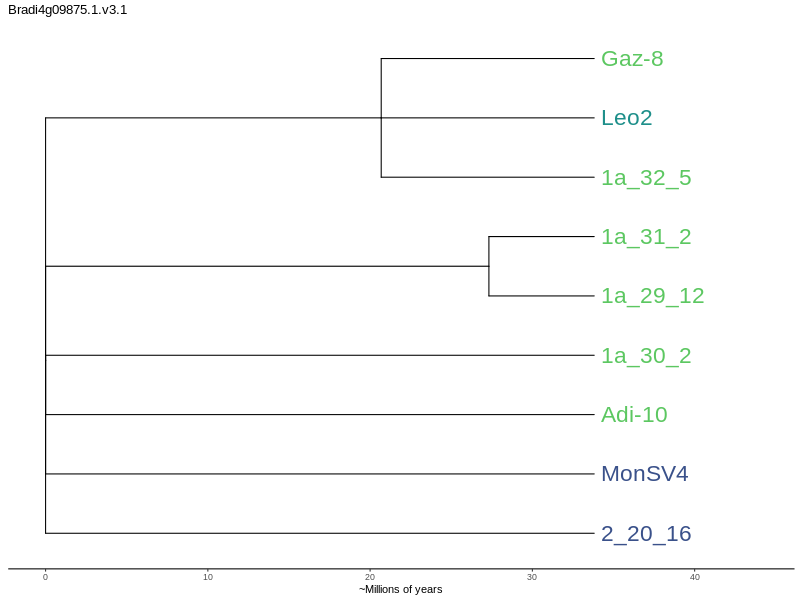 Bradi4g09875.1.v3.1
Gaz-8
Leo2
1a_32_5
1a_31_2
1a_29_12
1a_30_2
Adi-10
MonSV4
2_20_16
0 10 20 30 40
~Millions of years